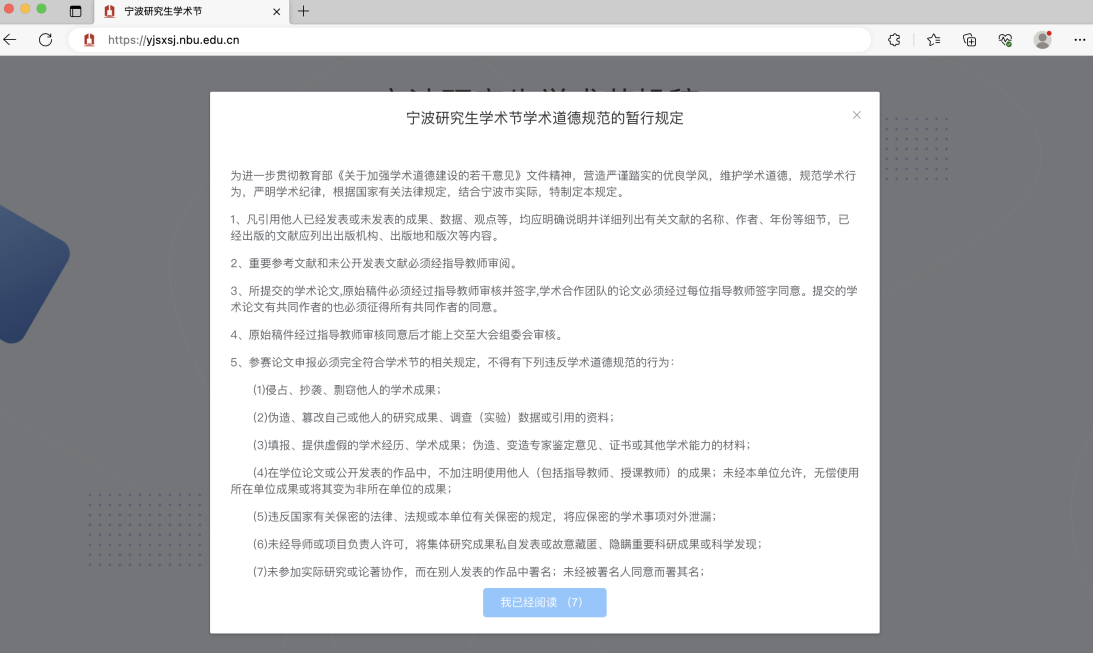 宁波研究生学术节
https://yjsxsj.nbu.edu.cn
宁波研究生学术节学术道德规范的暂行规定
为进一步贯彻教育部《关于加强学术道德建设的若干意见》文件精神，营造严谨踏实的优良学风，维护学术道德，规范学术行
为，严明学术纪律，根据国家有关法律规定，结合宁波市实际，特制定本规定。
1、凡引用他人已经发表或未发表的成果、数据、观点等，均应明确说明并详细列出有关文献的名称、作者、年份等细节，已
经出版的文献应列出出版机构、出版地和版次等内容。
2、重要参考文献和未公开发表文献必须经指导教师审阅。
3、所提交的学术论文,原始稿件必须经过指导教师审核并签字,学术合作团队的论文必须经过每位指导教师签字同意。提交的学
术论文有共同作者的也必须征得所有共同作者的同意。
4、原始稿件经过指导教师审核同意后才能上交至大会组委会审核。
5、参赛论文申报必须完全符合学术节的相关规定，不得有下列违反学术道德规范的行为：
(1)侵占、抄袭、剽窃他人的学术成果；
(2)伪造、篡改自己或他人的研究成果、调查（实验）数据或引用的资料；
(3)填报、提供虚假的学术经历、学术成果；伪造、变造专家鉴定意见、证书或其他学术能力的材料；
(4)在学位论文或公开发表的作品中，不加注明使用他人（包括指导教师、授课教师）的成果；未经本单位允许，无偿使用
所在单位成果或将其变为非所在单位的成果；
(5)违反国家有关保密的法律、法规或本单位有关保密的规定，将应保密的学术事项对外泄漏；
(6)未经导师或项目负责人许可，将集体研究成果私自发表或故意藏匿、隐瞒重要科研成果或科学发现；
(7)未参加实际研究或论著协作，而在别人发表的作品中署名；未经被署名人同意而署其名；
我已经阅读 （7）